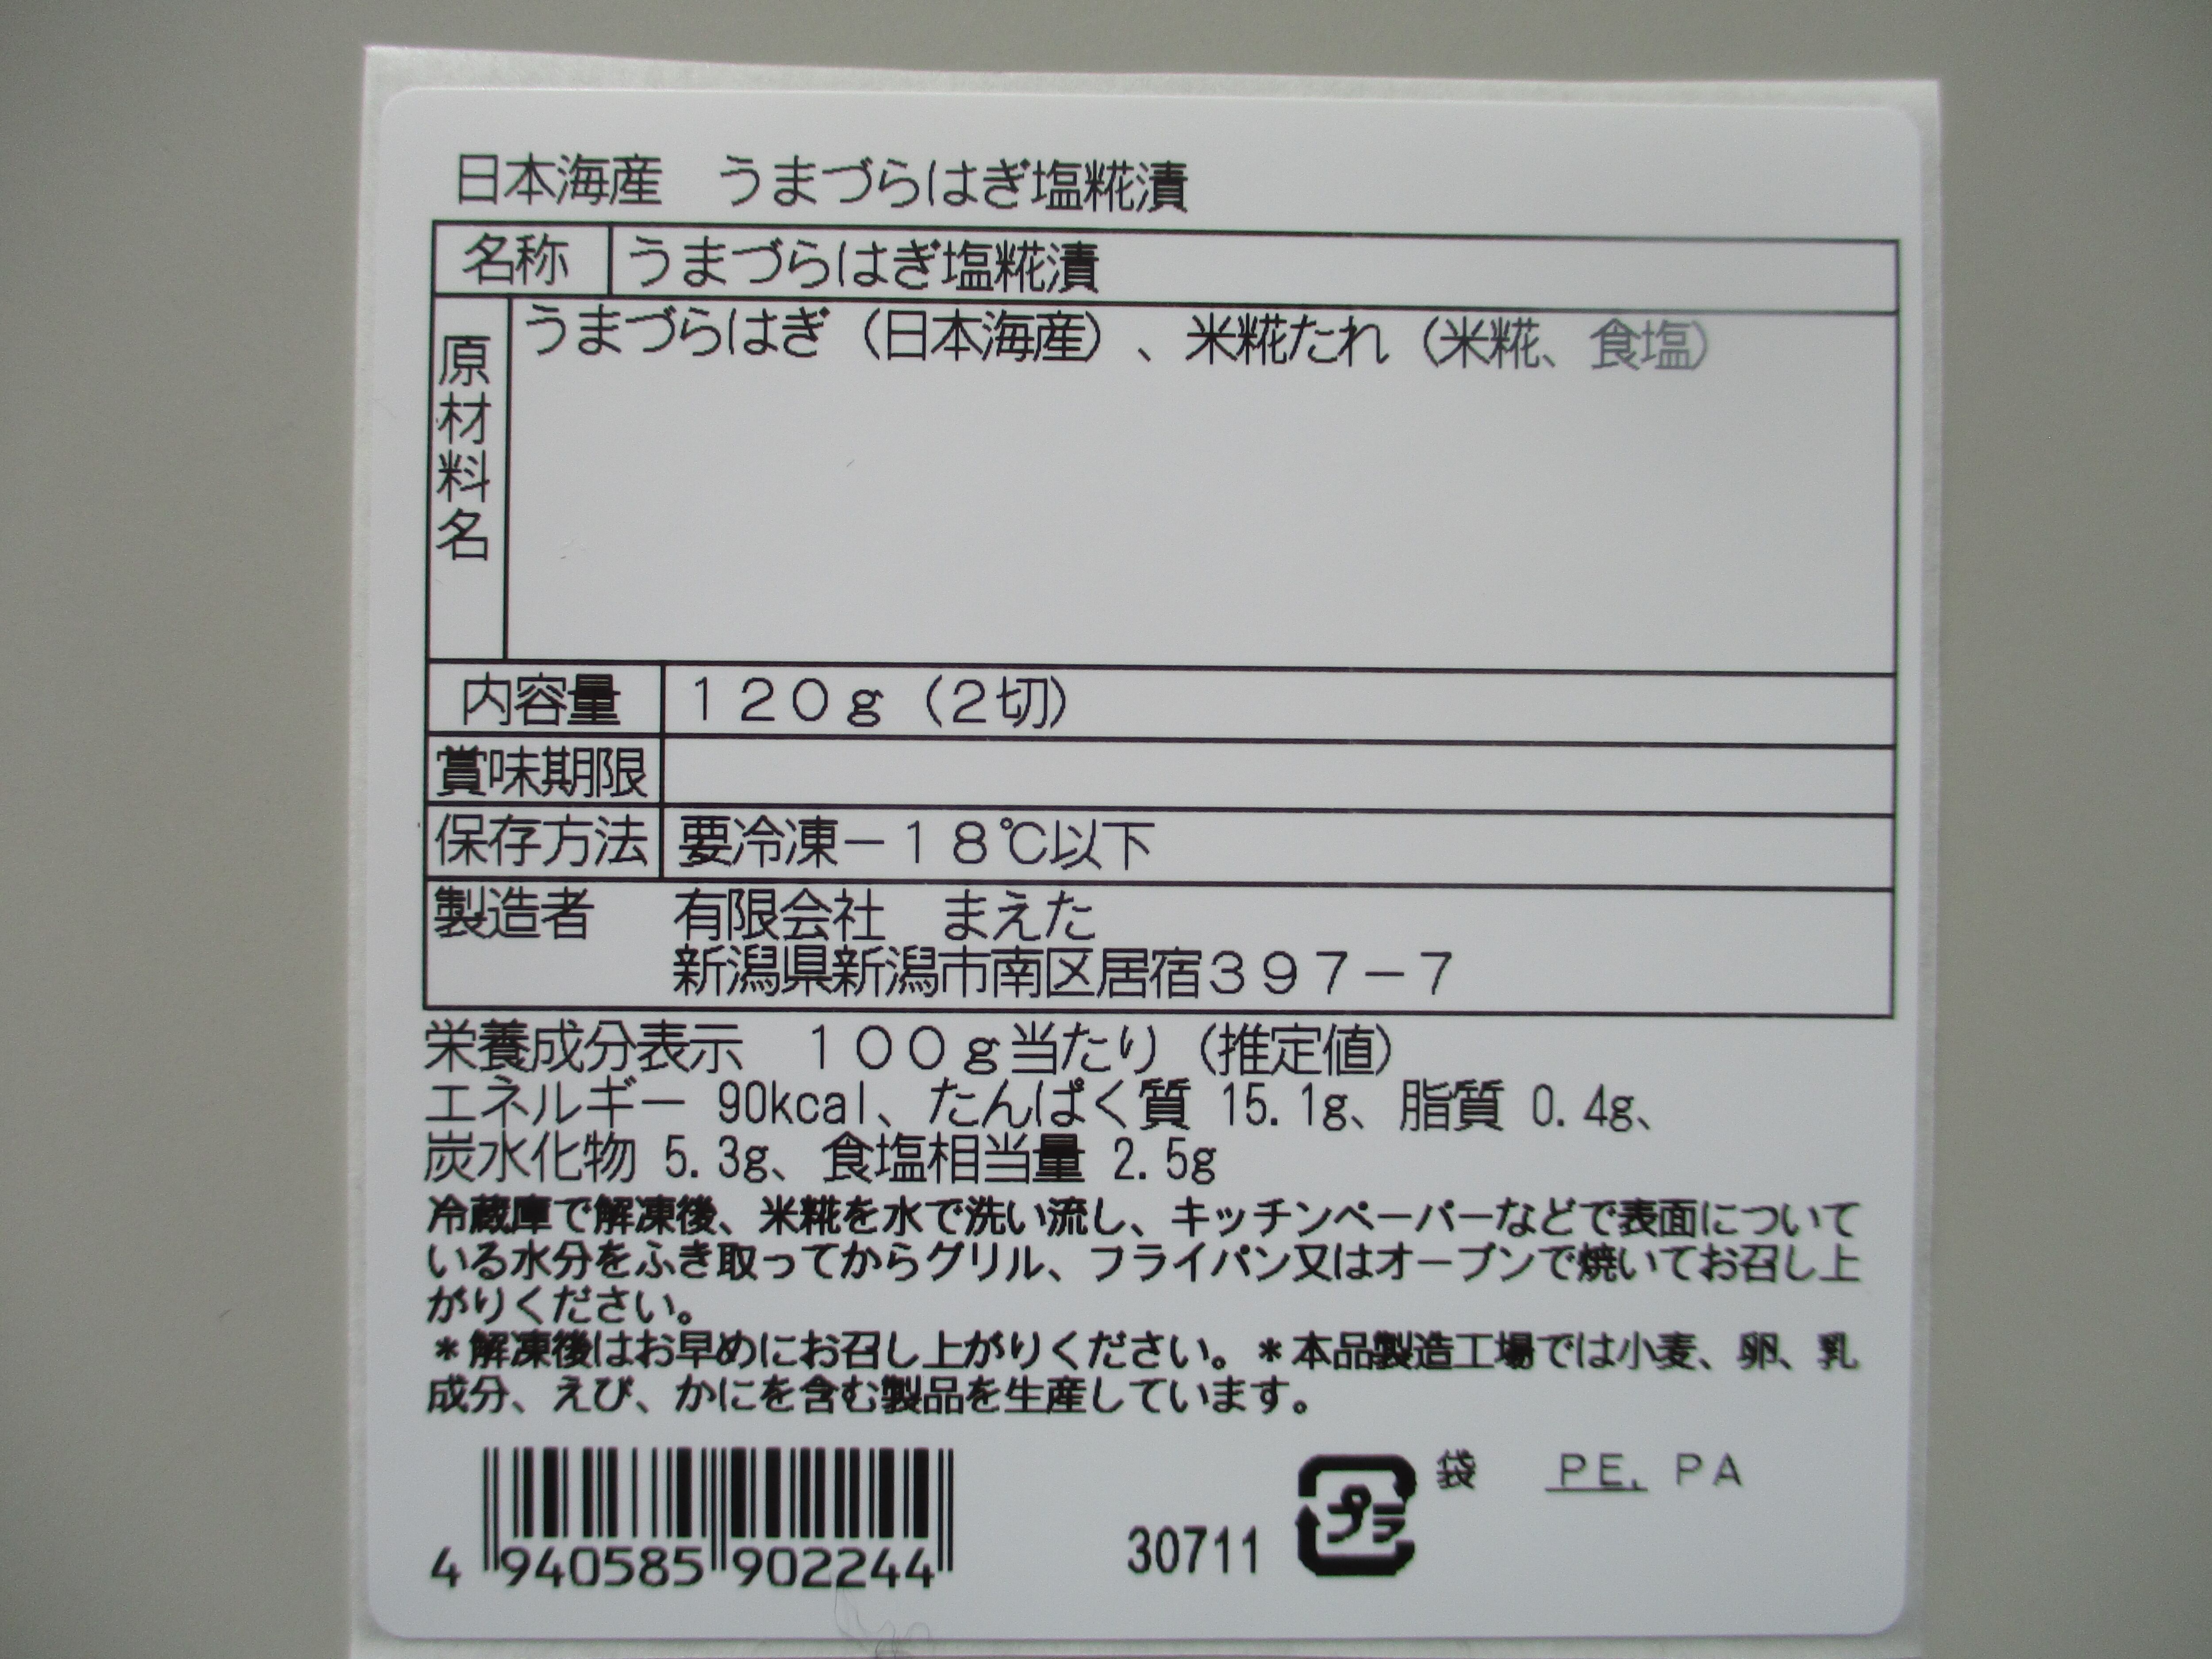 日本海産　うまづらはぎ塩糀漬
名称　うまづらはぎ塩糀漬
原材料名　うまづらはぎ（日本海産）、米糀たれ（米糀、食塩）
内容量　１２０ｇ（２切）
賞味期限
保存方法　要冷凍－１８℃以下
製造者　有限会社　まえた
新潟県新潟市南区居宿３９７－７
栄養成分表示　１００ｇ当たり（推定値）
エネルギー 90kcal、たんぱく質 15.1g、脂質 0.4g、
炭水化物 5.3g、食塩相当量 2.5g
冷蔵庫で解凍後、米糀を水で洗い流し、キッチンペーパーなどで表面について
いる水分をふき取ってからグリル、フライパン又はオーブンで焼いてお召し上
がりください。
＊解凍後はお早めにお召し上がりください。＊本品製造工場では小麦、卵、乳
成分、えび、かにを含む製品を生産しています。
袋　ＰＥ，ＰＡ
プラ
30711
4 940585 902244